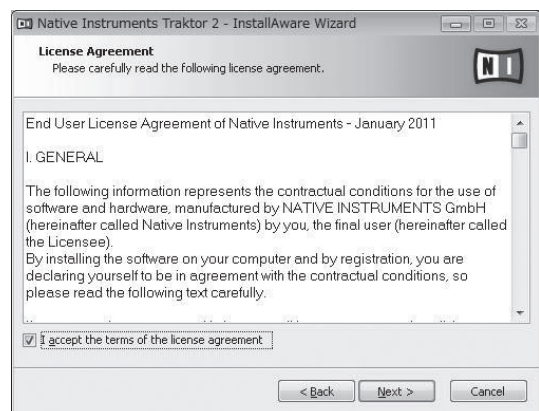 Native Instruments Traktor 2 - InstallAware Wizard
License Agreement
Please carefully read the following license agreement.
NI
End User License Agreement of Native Instruments - January 2011
I. GENERAL
The following information represents the contractual conditions for the use of
software and hardware, manufactured by NATIVE INSTRUMENTS GmbH
(hereinafter called Native Instruments) by you, the final user (hereinafter called
the Licensee).
By installing the software on your computer and by registration, you are
declaring yourself to be in agreement with the contractual conditions, so
please read the following text carefully.
I accept the terms of the license agreement
< Back Next > Cancel